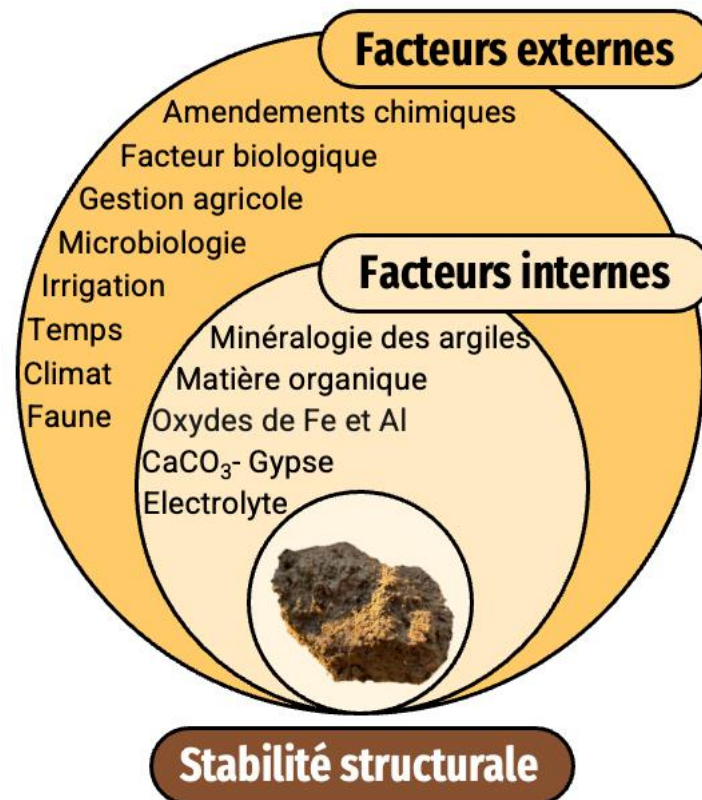 Facteurs externes
Amendements chimiques
Facteur biologique
Gestion agricole
Microbiologie
Irrigation
Temps
Climat
Faune
Facteurs internes
Minéralogie des argiles
Matière organique
Oxydes de Fe et Al
CaCO₃- Gypse
Electrolyte
Stabilité structurale